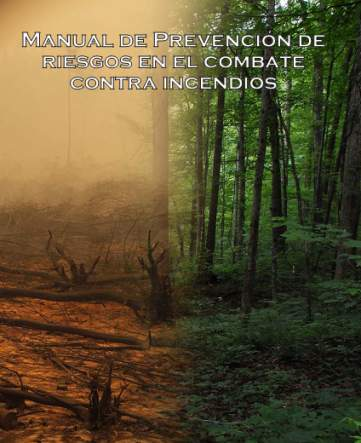 Manual de Prevención de
riesgos en el combate
contra incendios